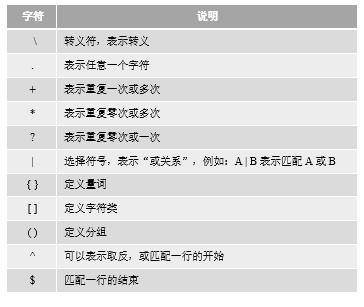 字符 说明
\ 转义符，表示转义
. 表示任意一个字符
+ 表示重复一次或多次
* 表示重复零次或多次
? 表示重复零次或一次
| 选择符号，表示“或关系”，例如：A|B 表示匹配 A 或 B
{ } 定义量词
[ ] 定义字符类
( ) 定义分组
^ 可以表示取反，或匹配一行的开始
$ 匹配一行的结束